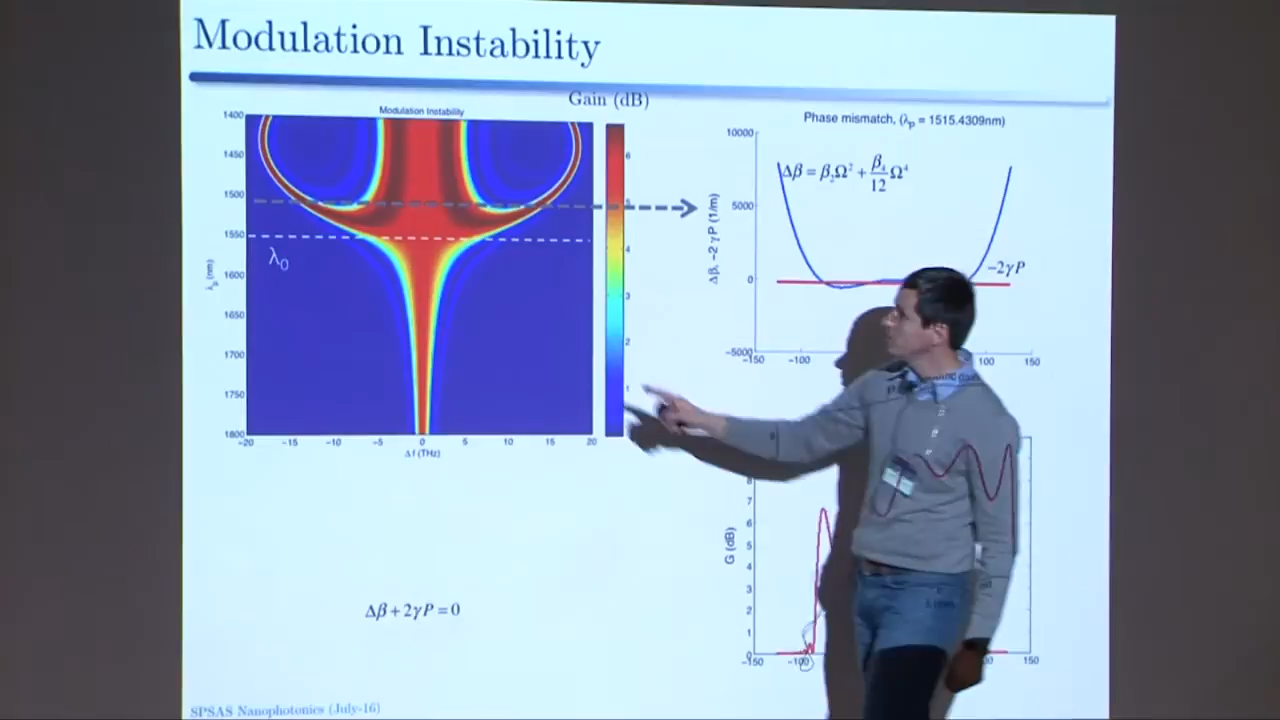 Modulation Instability
Gain (dB)
Modulation Instability
1400
1450
1500
1550
1600
1650
1700
1750
1800
λp (nm)
λ0
−20 −15 −10 −5 0 5 10 15 20
Δf (THz)
6
5
4
3
2
1
Phase mismatch, (λp = 1515.4309nm)
10000
5000
0
−5000
Δβ, −2 γ P (1/m)
Δβ = β2Ω² + β4/12 Ω⁴
−2γP
−150 −100 100 150
G (dB)
8
7
6
5
4
3
2
1
0
−150 −100 150
Δβ + 2γP = 0
SPSAS Nanophotonics (July-16)